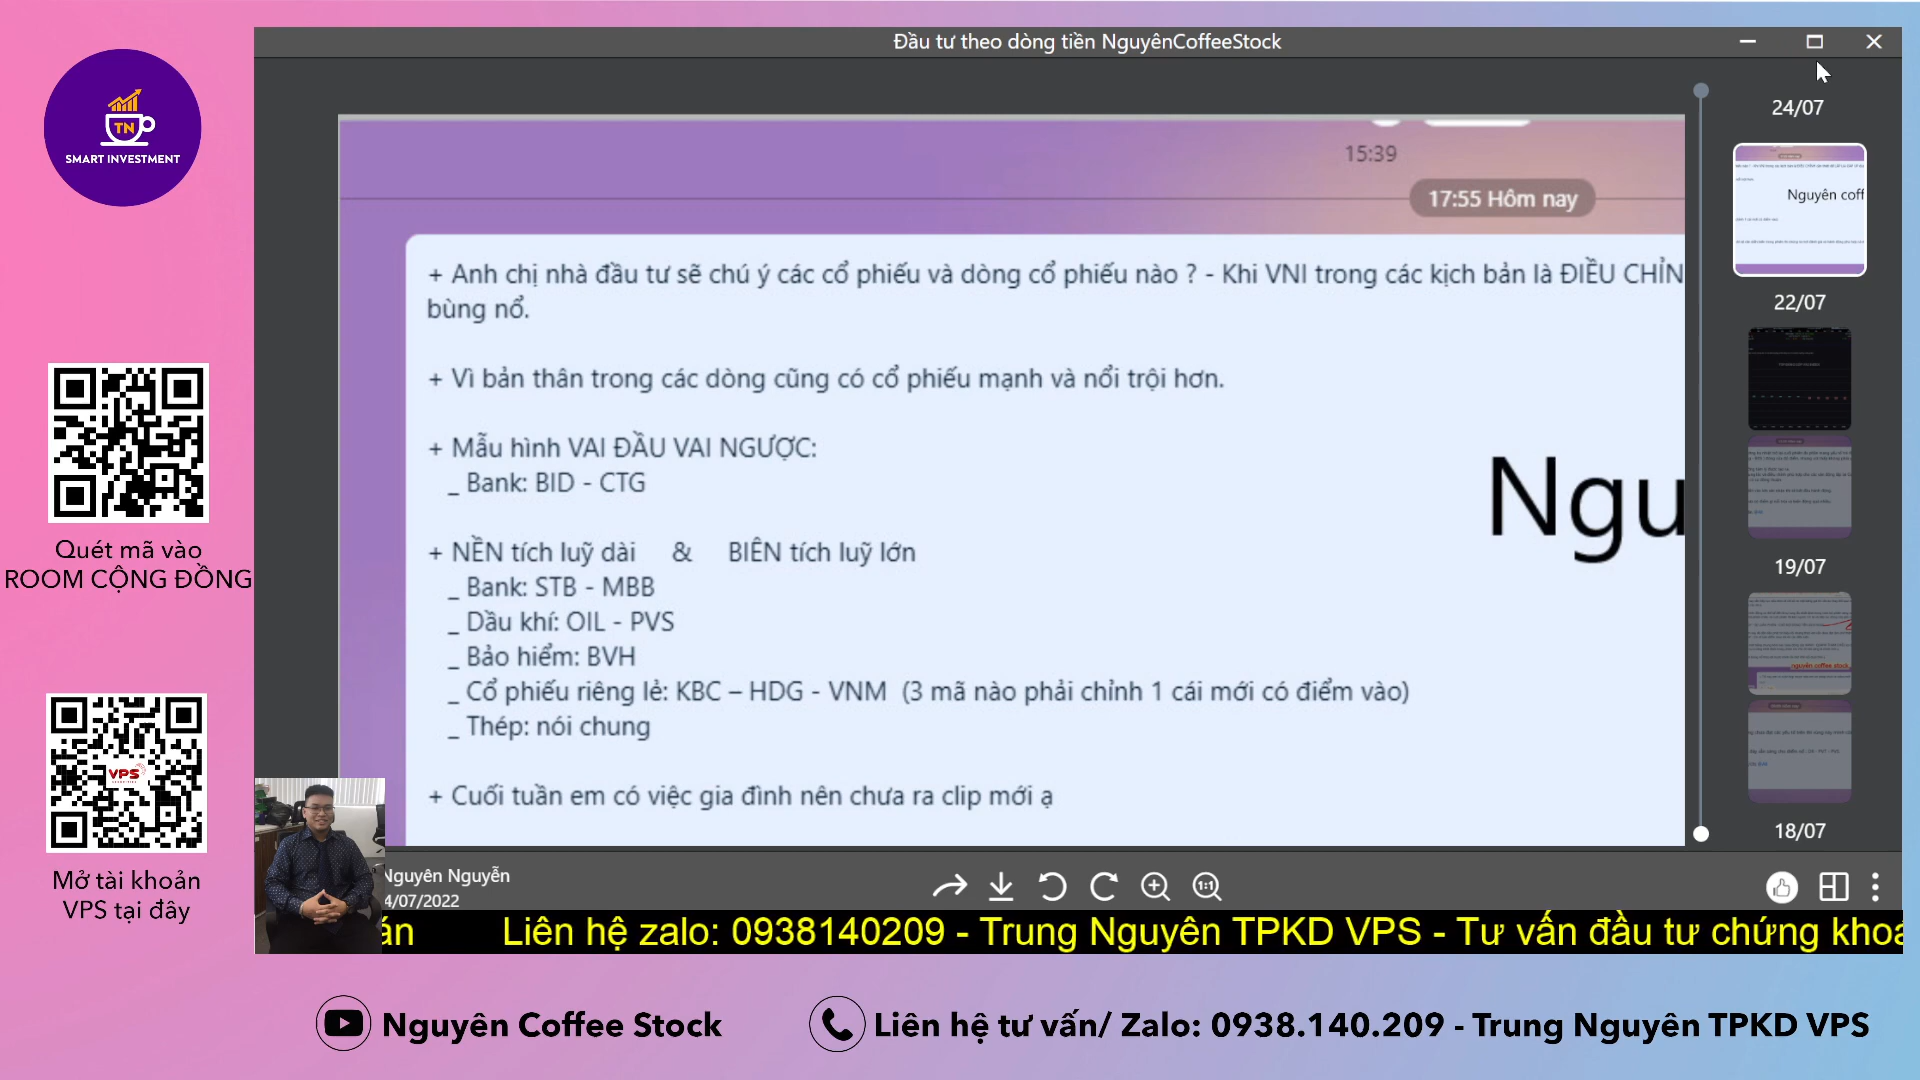 Đầu tư theo dòng tiền NguyênCoffeeStock
TN
SMART INVESTMENT
15:39
17:55 Hôm nay
+ Anh chị nhà đầu tư sẽ chú ý các cổ phiếu và dòng cổ phiếu nào ? - Khi VNI trong các kịch bản là ĐIỀU CHỈN
bùng nổ.
+ Vì bản thân trong các dòng cũng có cổ phiếu mạnh và nổi trội hơn.
+ Mẫu hình VAI ĐẦU VAI NGƯỢC:
_ Bank: BID - CTG
Ngu
+ NỀN tích luỹ dài & BIÊN tích luỹ lớn
_ Bank: STB - MBB
_ Dầu khí: OIL - PVS
_ Bảo hiểm: BVH
_ Cổ phiếu riêng lẻ: KBC – HDG - VNM (3 mã nào phải chỉnh 1 cái mới có điểm vào)
_ Thép: nói chung
+ Cuối tuần em có việc gia đình nên chưa ra clip mới ạ
24/07
Nguyên coff
22/07
19/07
nguyên coffee stock
18/07
Quét mã vào
ROOM CỘNG ĐỒNG
VPS
Mở tài khoản
VPS tại đây
Nguyên Nguyễn
4/07/2022
1:1
án Liên hệ zalo: 0938140209 - Trung Nguyên TPKD VPS - Tư vấn đầu tư chứng khoá
Nguyên Coffee Stock
Liên hệ tư vấn/ Zalo: 0938.140.209 - Trung Nguyên TPKD VPS